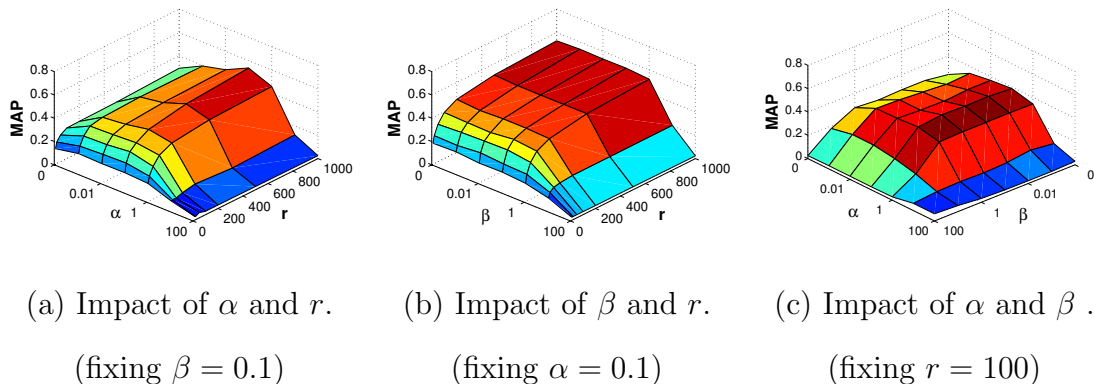 MAP
0.8
0.6
0.4
0.2
0
0
0.01
1
100
α
0
200
400
600
800
1000
r
MAP
0.8
0.6
0.4
0.2
0
0
0.01
1
100
β
0
200
400
600
800
1000
r
MAP
0.8
0.6
0.4
0.2
0
0
0.01
1
100
α
100
1
0.01
0
β
(a) Impact of α and r.
(fixing β = 0.1)
(b) Impact of β and r.
(fixing α = 0.1)
(c) Impact of α and β .
(fixing r = 100)